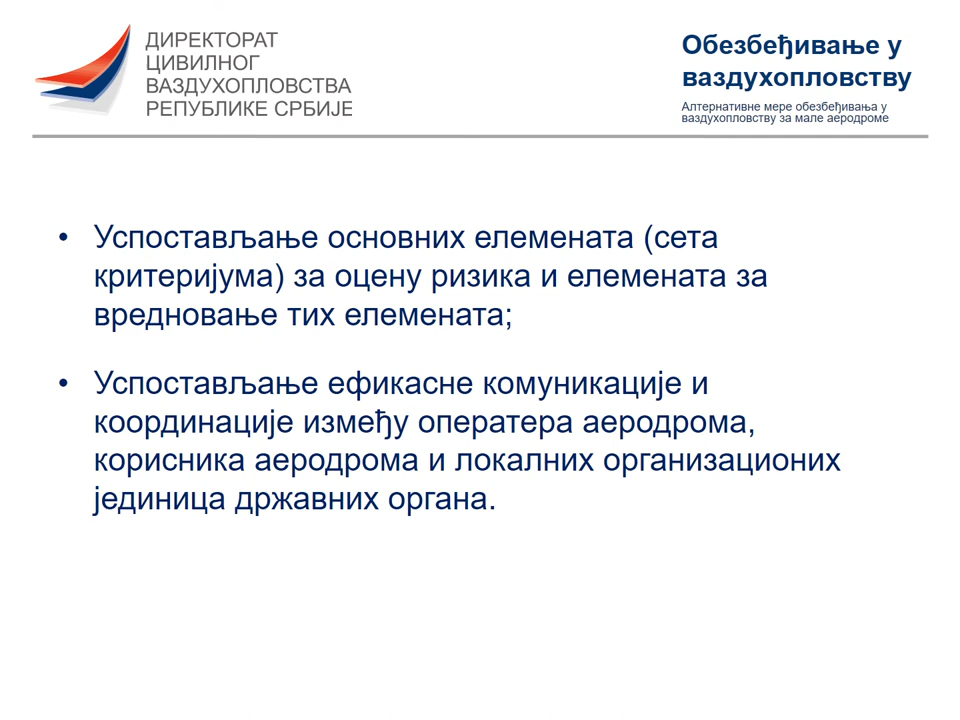 ДИРЕКТОРАТ
ЦИВИЛНОГ
ВАЗДУХОПЛОВСТВА
РЕПУБЛИКЕ СРБИЈЕ
Обезбеђивање у
ваздухопловству
Алтернативне мере обезбеђивања у
ваздухопловству за мале аеродроме
• Успостављање основних елемената (сета
критеријума) за оцену ризика и елемената за
вредновање тих елемената;
• Успостављање ефикасне комуникације и
координације између оператера аеродрома,
корисника аеродрома и локалних организационих
јединица државних органа.